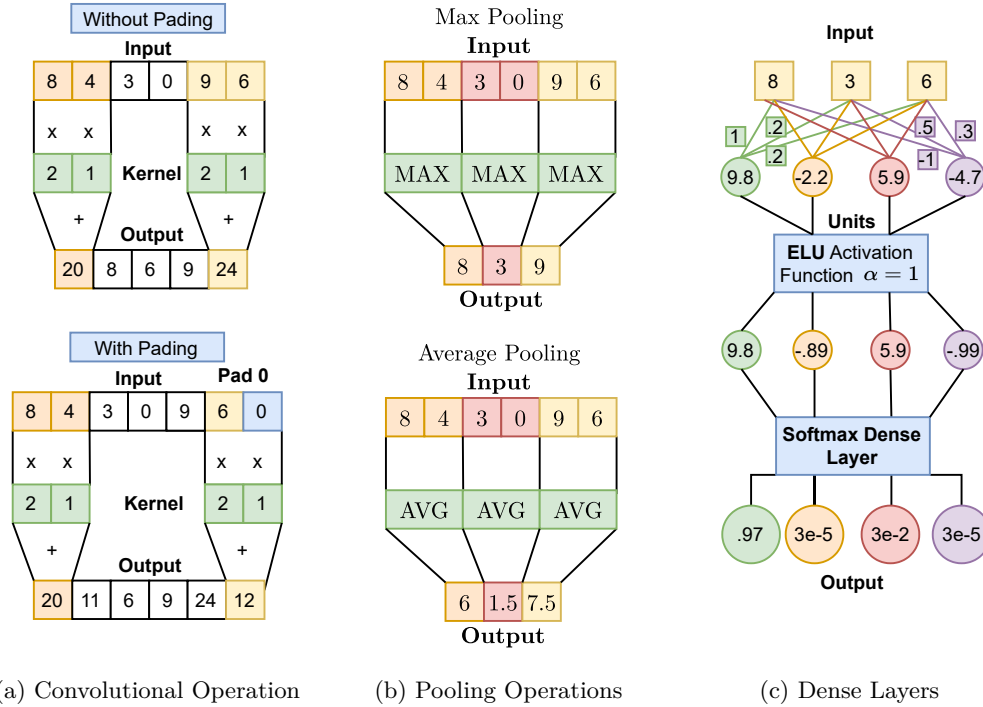 Without Pading
Input
8 4 3 0 9 6
x x x x
2 1 Kernel 2 1
+ +
Output
20 8 6 9 24
With Pading
Input Pad 0
8 4 3 0 9 6 0
x x x x
2 1 Kernel 2 1
+ +
Output
20 11 6 9 24 12
(a) Convolutional Operation
Max Pooling
Input
8 4 3 0 9 6
MAX MAX MAX
8 3 9
Output
Average Pooling
Input
8 4 3 0 9 6
AVG AVG AVG
6 1.5 7.5
Output
(b) Pooling Operations
Input
8 3 6
1 .2 .5 .3
.2 -1
9.8 -2.2 5.9 -4.7
Units
ELU Activation
Function α = 1
9.8 -.89 5.9 -.99
Softmax Dense
Layer
.97 3e-5 3e-2 3e-5
Output
(c) Dense Layers